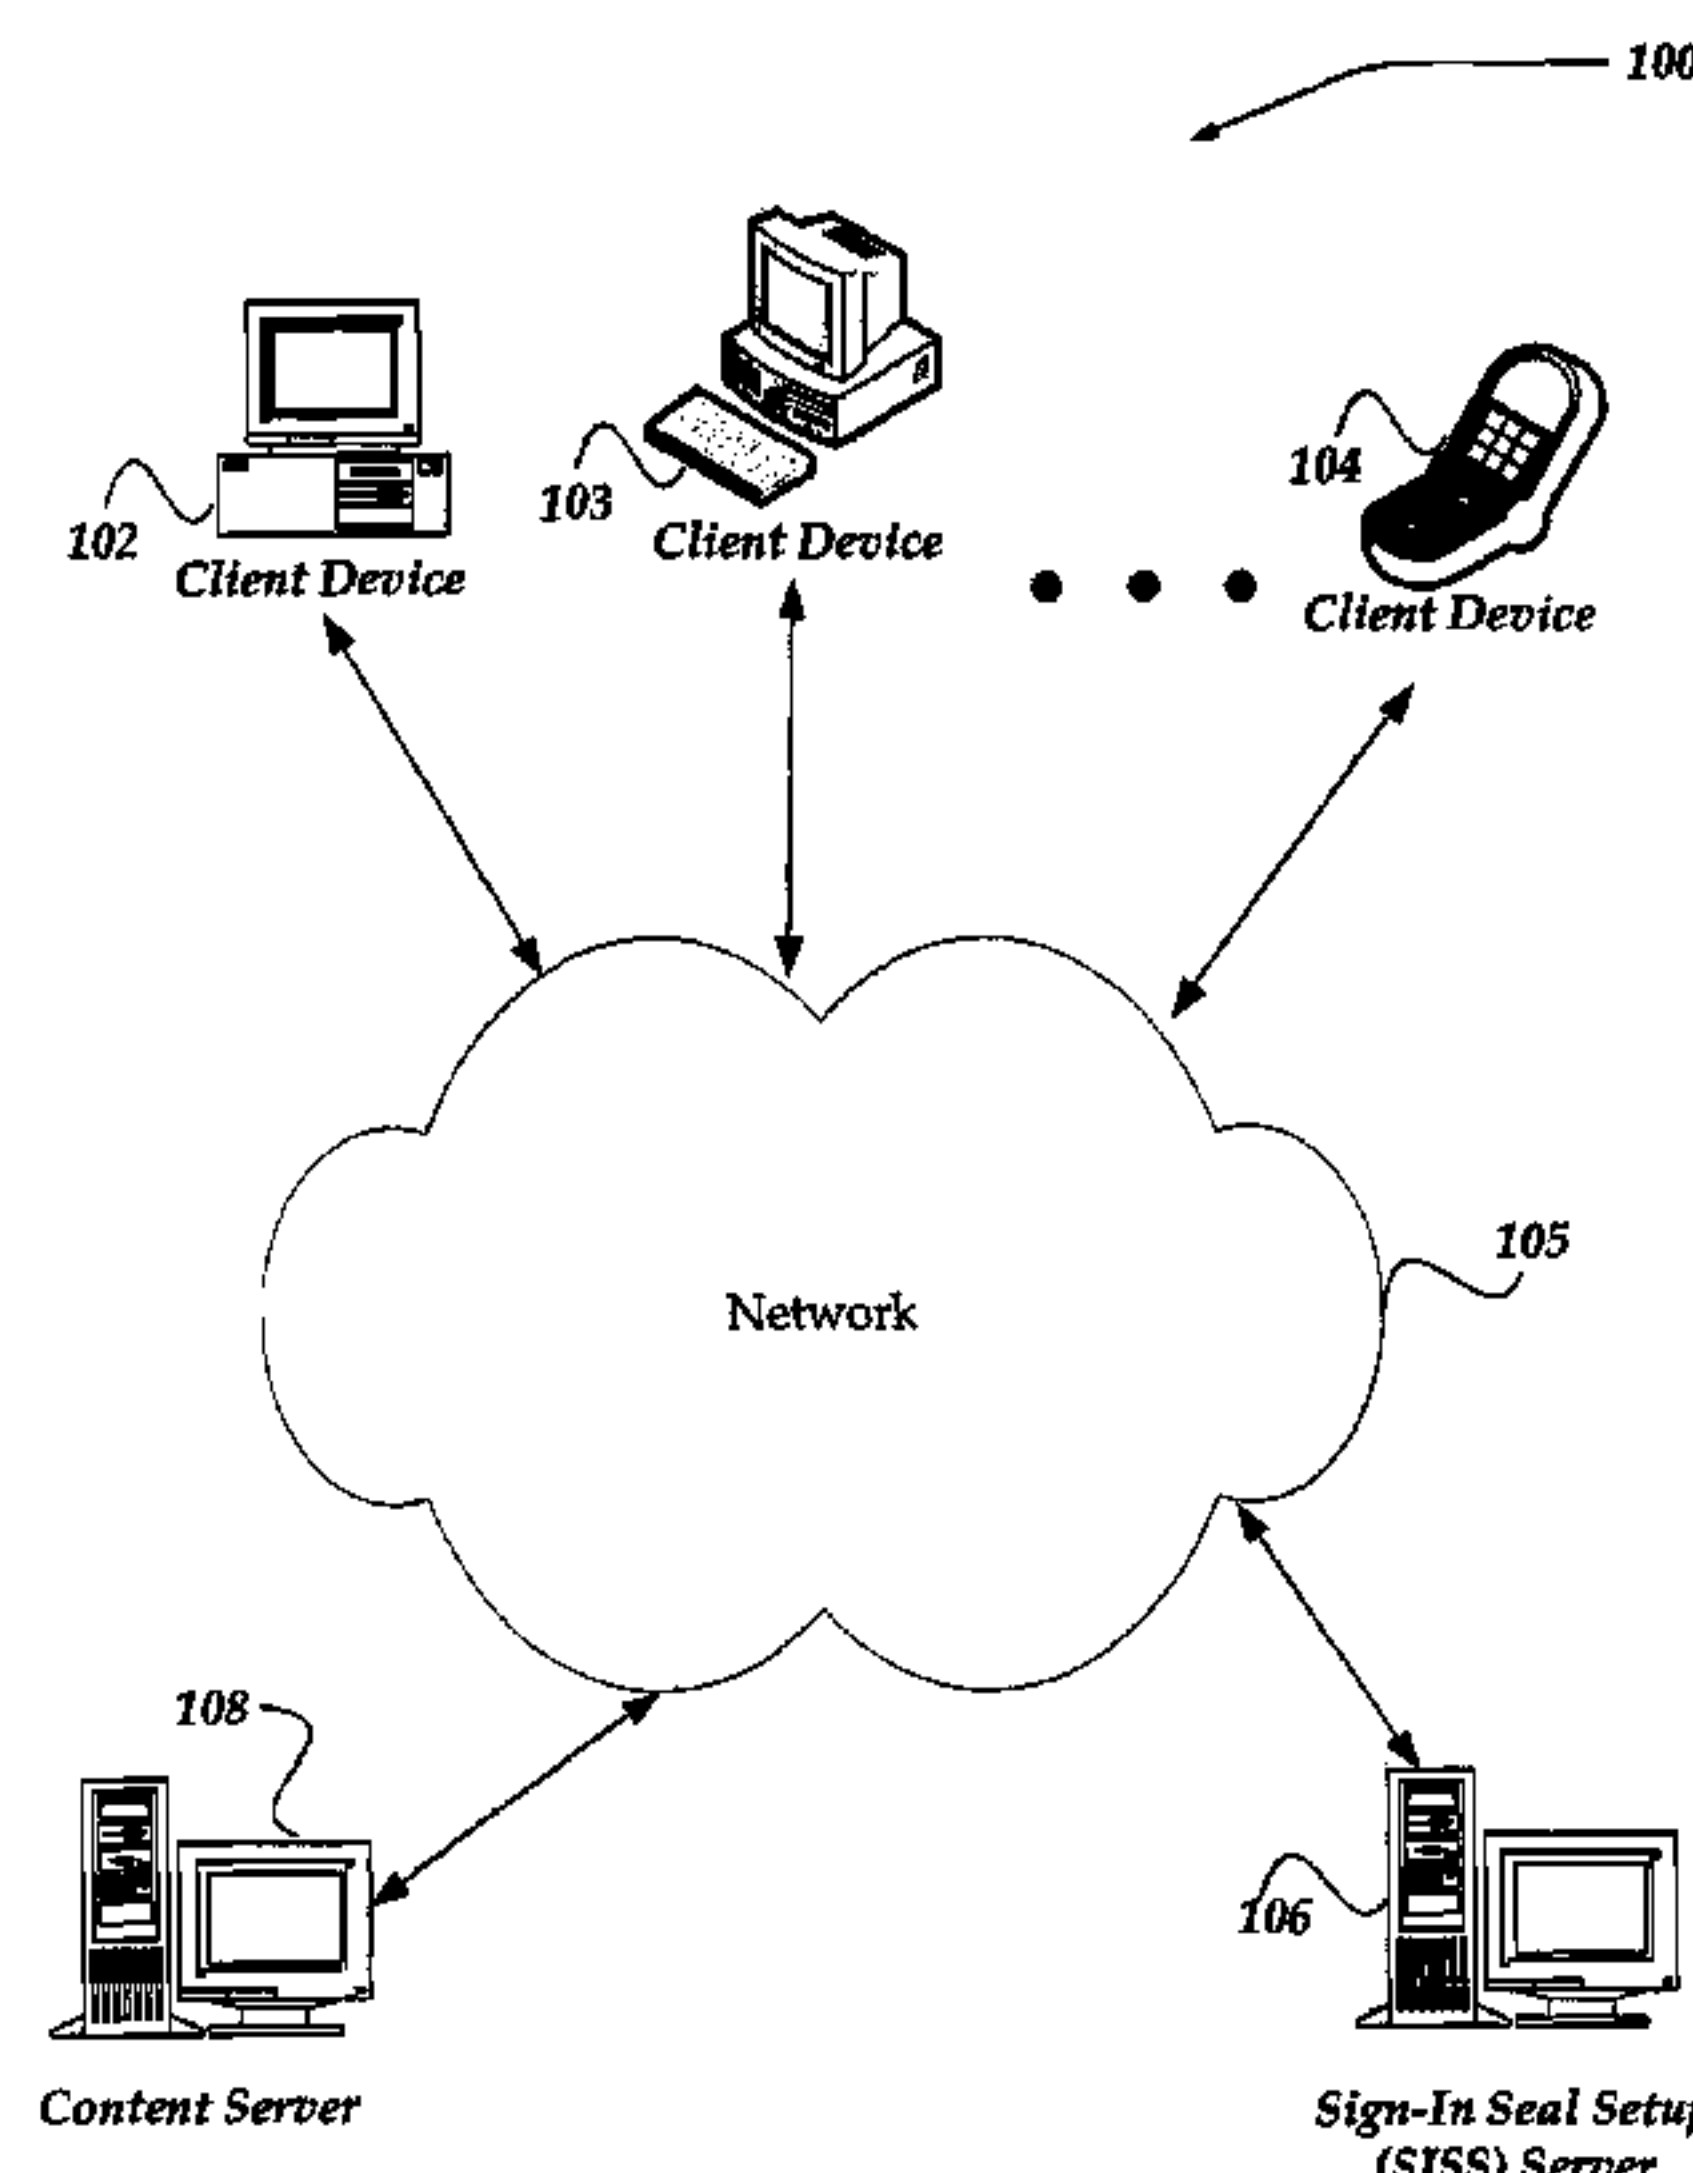 100
104
103
102
Client Device
Client Device
Client Device
105
Network
108
106
Content Server
Sign-In Seal Setup
(SISS) Server